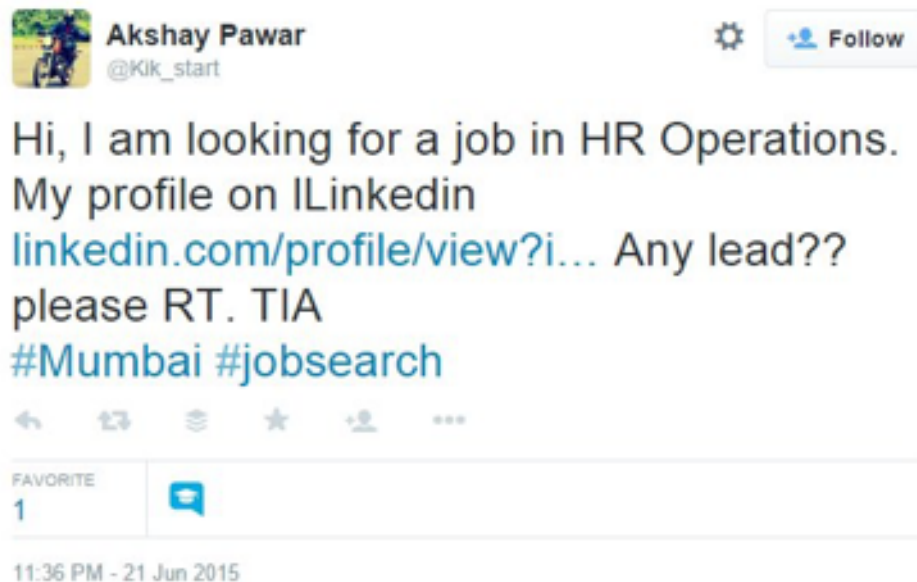 Akshay Pawar
Follow
@Kik_start
Hi, I am looking for a job in HR Operations.
My profile on ILinkedin
linkedin.com/profile/view?i... Any lead??
please RT. TIA
#Mumbai #jobsearch
FAVORITE
1
11:36 PM - 21 Jun 2015